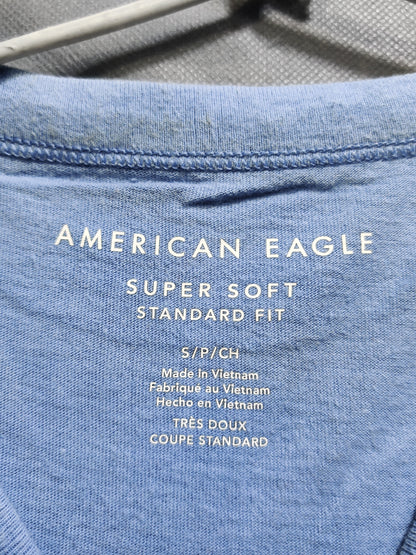 AMERICAN EAGLE
SUPER SOFT
STANDARD FIT
S/P/CH
Made in Vietnam
Fabriqué au Vietnam
Hecho en Vietnam
TRÈS DOUX
COUPE STANDARD